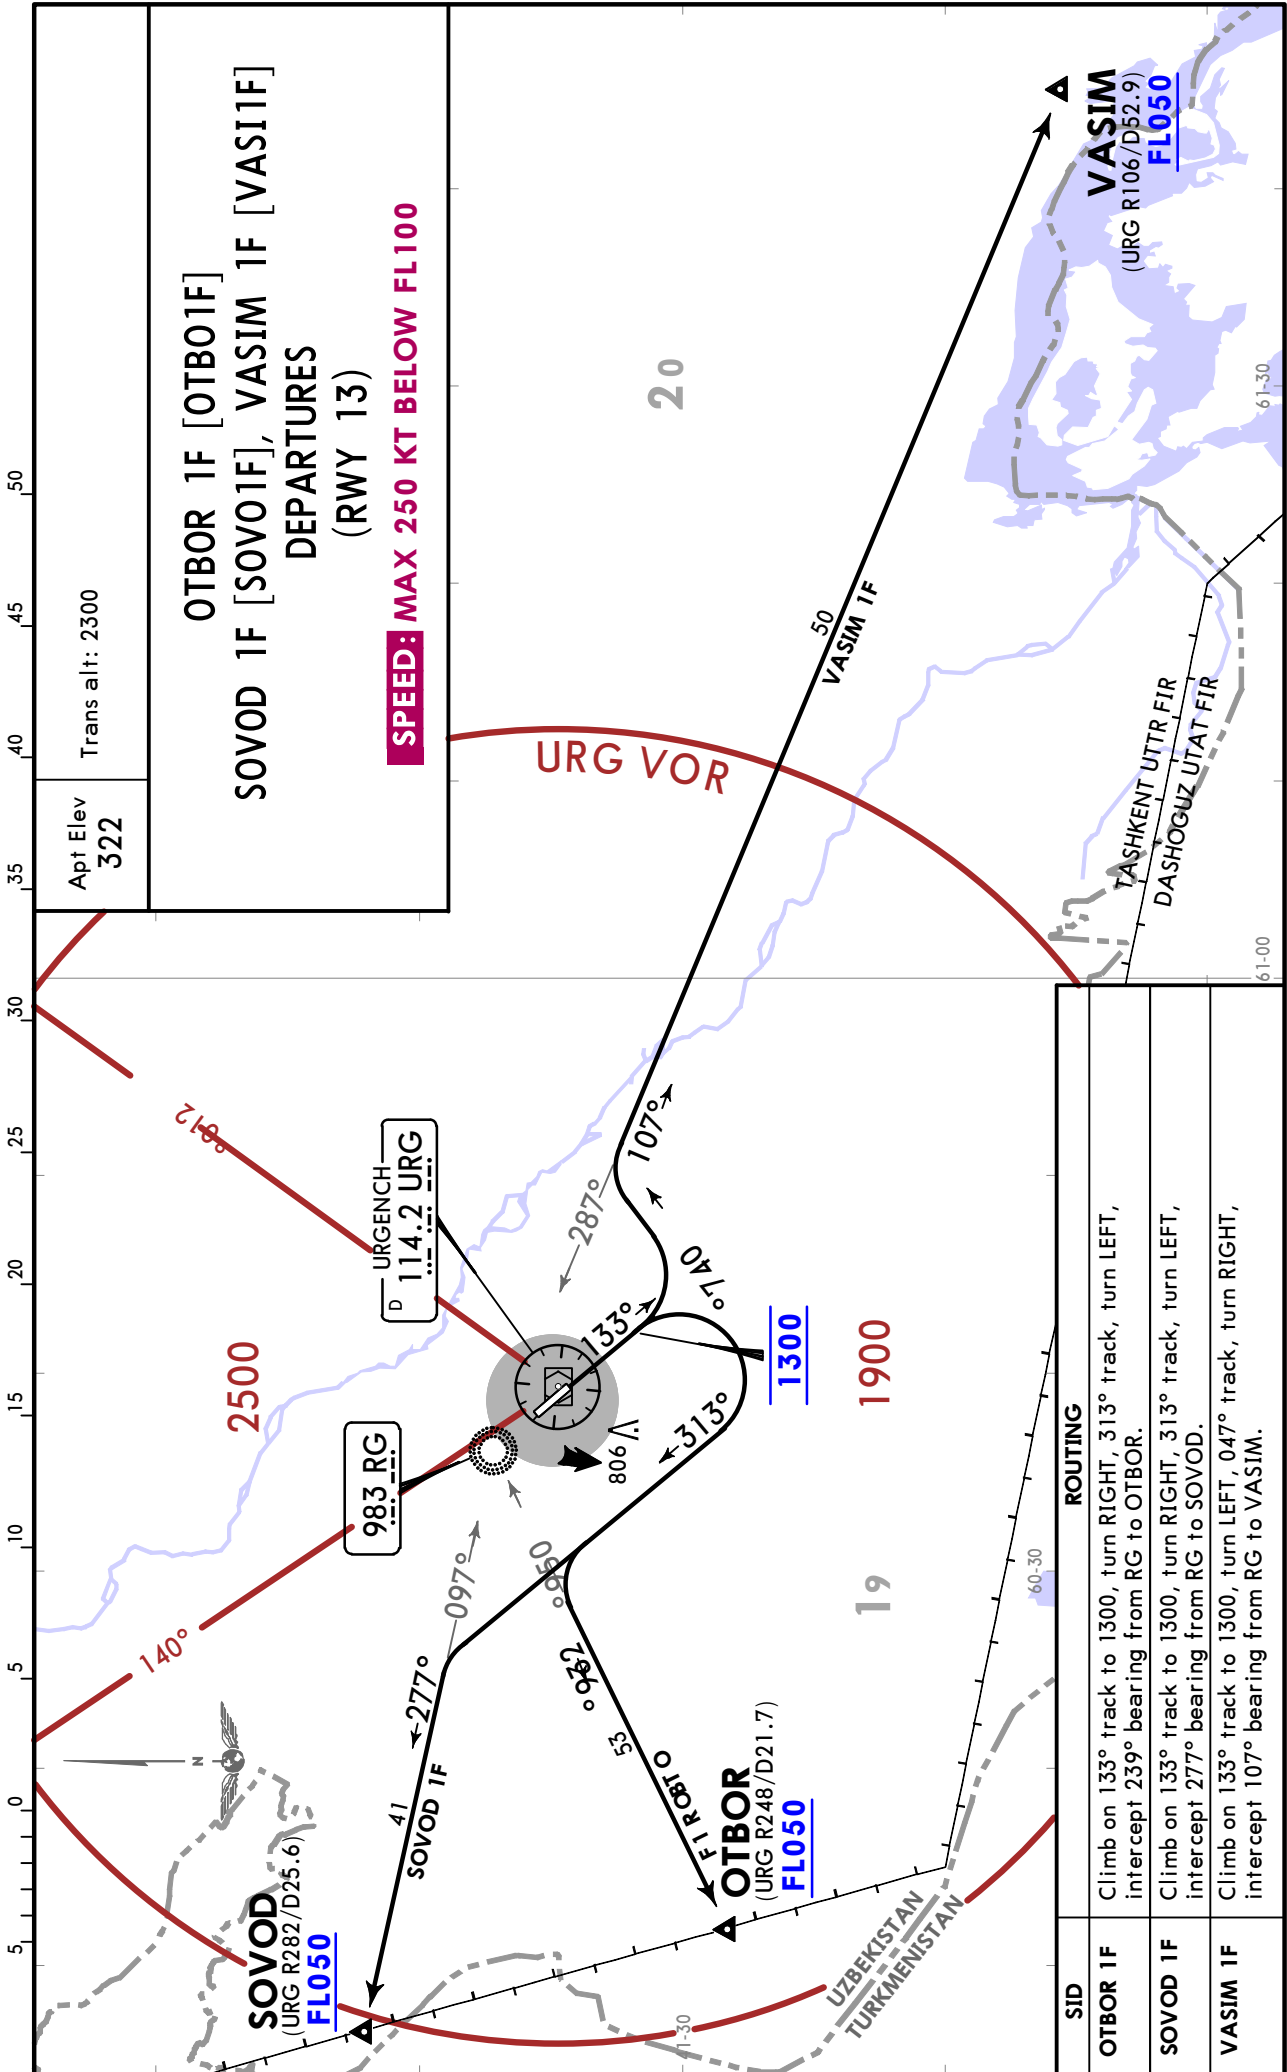 Apt Elev
322
Trans alt: 2300
OTBOR 1F [OTBO1F]
SOVOD 1F [SOVO1F], VASIM 1F [VASI1F]
DEPARTURES
(RWY 13)
SPEED: MAX 250 KT BELOW FL100
5
0
5
10
15
20
25
30
35
40
45
50
SOVOD
(URG R282/D25.6)
FL050
41
SOVOD 1F
277°
097°
140°
N
983 RG
D
URGENCH
114.2 URG
219°
2500
URG VOR
20
VASIM
(URG R106/D52.9)
FL050
50
VASIM 1F
107°
287°
047°
133°
1300
1900
313°
806
059°
239°
53
OTBOR 1F
OTBOR
(URG R248/D21.7)
FL050
19
UZBEKISTAN
TURKMENISTAN
TASHKENT UTTR FIR
DASHOGUZ UTAT FIR
60-30
61-00
61-30
SID
ROUTING
OTBOR 1F
Climb on 133° track to 1300, turn RIGHT, 313° track, turn LEFT,
intercept 239° bearing from RG to OTBOR.
SOVOD 1F
Climb on 133° track to 1300, turn RIGHT, 313° track, turn LEFT,
intercept 277° bearing from RG to SOVOD.
VASIM 1F
Climb on 133° track to 1300, turn LEFT, 047° track, turn RIGHT,
intercept 107° bearing from RG to VASIM.